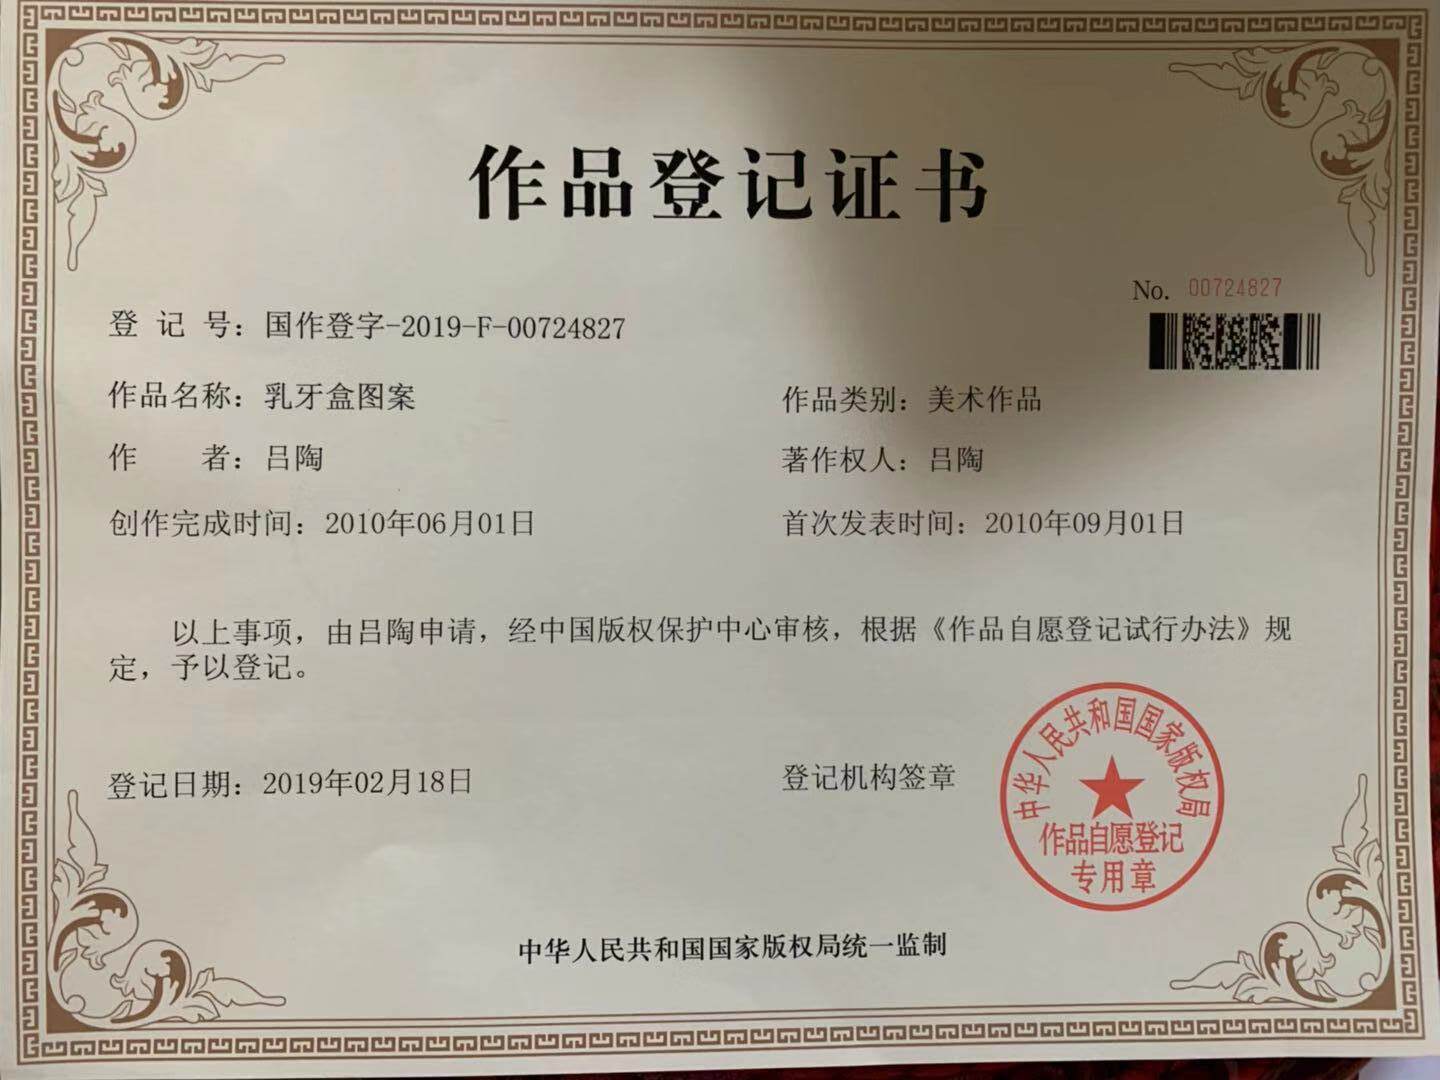 作品登记证书
No. 00724827
登 记 号：国作登字-2019-F-00724827
作品名称：乳牙盒图案
作品类别：美术作品
作 者：吕陶
著作权人：吕陶
创作完成时间：2010年06月01日
首次发表时间：2010年09月01日
以上事项，由吕陶申请，经中国版权保护中心审核，根据《作品自愿登记试行办法》规
定，予以登记。
登记日期：2019年02月18日
登记机构签章
中华人民共和国国家版权局
作品自愿登记
专用章
中华人民共和国国家版权局统一监制